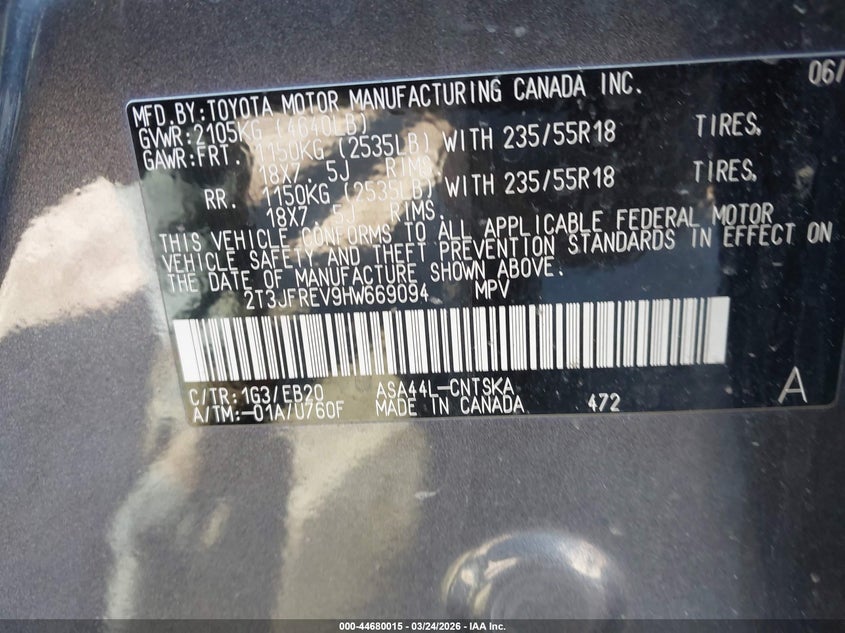 MFD.BY:TOYOTA MOTOR MANUFACTURING CANADA INC. 06/
GVWR:2105KG (4640LB)
GAWR:FRT. 1150KG (2535LB) WITH 235/55R18 TIRES,
18X7. 5J RIMS,
RR. 1150KG (2535LB) WITH 235/55R18 TIRES,
18X7. 5J RIMS.
THIS VEHICLE CONFORMS TO ALL APPLICABLE FEDERAL MOTOR
VEHICLE SAFETY AND THEFT PREVENTION STANDARDS IN EFFECT ON
THE DATE OF MANUFACTURE SHOWN ABOVE.
2T3JFREV9HW669094 MPV
C/TR:1G3/EB20 ASA44L-CNTSKA
A/TM:-01A/U760F MADE IN CANADA 472 A
000-44680015 - 03/24/2026 - IAA Inc.